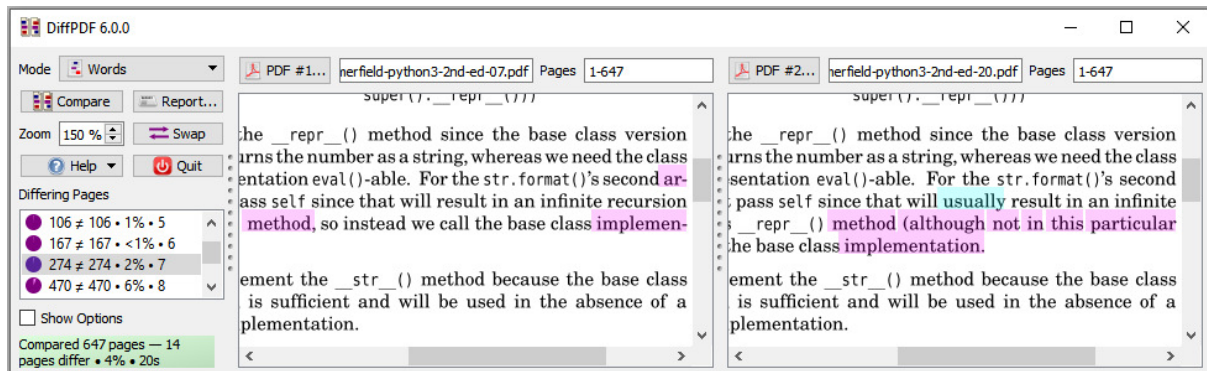 DiffPDF 6.0.0
Mode Words
Compare Report...
Zoom 150 % Swap
Help Quit
Differing Pages
106 ≠ 106 • 1% • 5
167 ≠ 167 • <1% • 6
274 ≠ 274 • 2% • 7
470 ≠ 470 • 6% • 8
Show Options
Compared 647 pages — 14
pages differ • 4% • 20s
PDF #1... nerfield-python3-2nd-ed-07.pdf Pages 1-647
super().__repr__()))
the __repr__() method since the base class version
urns the number as a string, whereas we need the class
entation eval()-able. For the str.format()'s second ar-
ass self since that will result in an infinite recursion
method, so instead we call the base class implemen-
ement the __str__() method because the base class
is sufficient and will be used in the absence of a
plementation.
PDF #2... nerfield-python3-2nd-ed-20.pdf Pages 1-647
super().__repr__()))
he __repr__() method since the base class version
urns the number as a string, whereas we need the class
sentation eval()-able. For the str.format()'s second
t pass self since that will usually result in an infinite
s __repr__() method (although not in this particular
the base class implementation.
ement the __str__() method because the base class
is sufficient and will be used in the absence of a
plementation.